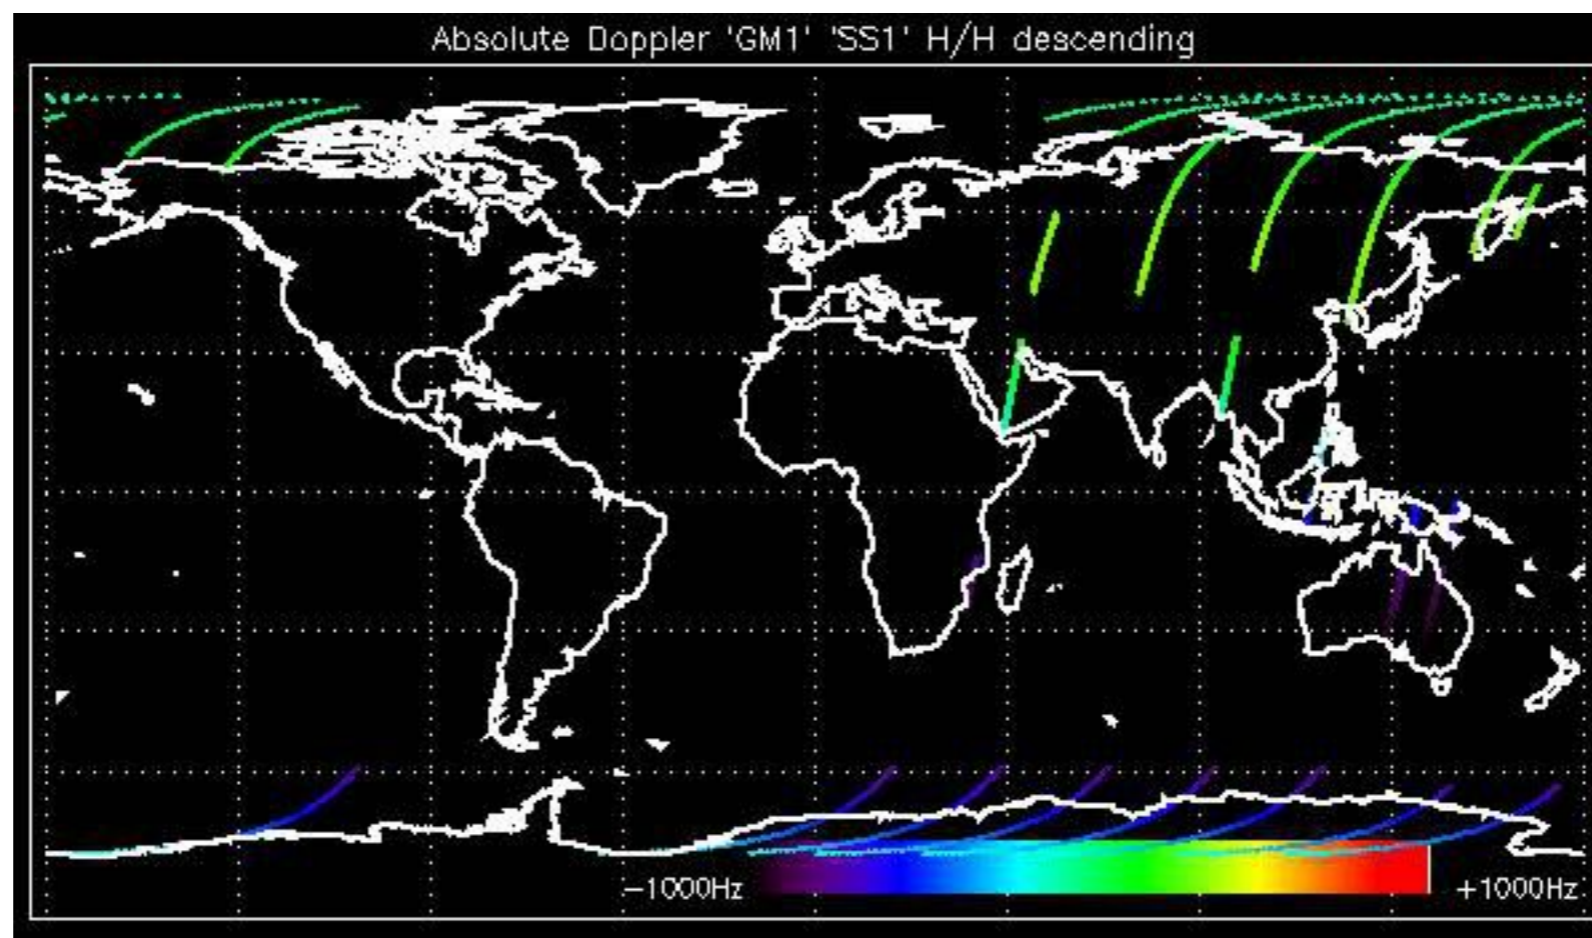 Absolute Doppler 'GM1' 'SS1' H/H descending
−1000Hz
+1000Hz